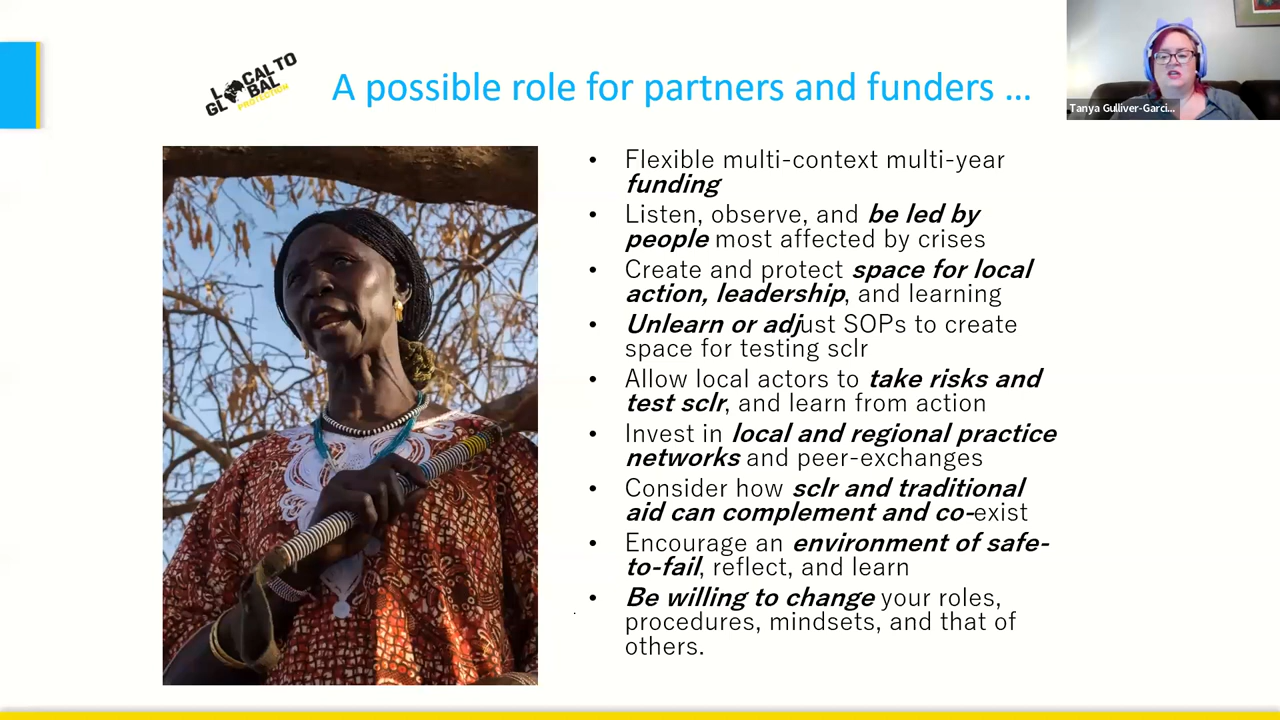 LOCAL TO
GLOBAL
PROTECTION
A possible role for partners and funders ...
Tanya Gulliver-Garci...
• Flexible multi-context multi-year
funding
• Listen, observe, and be led by
people most affected by crises
• Create and protect space for local
action, leadership, and learning
• Unlearn or adjust SOPs to create
space for testing sclr
• Allow local actors to take risks and
test sclr, and learn from action
• Invest in local and regional practice
networks and peer-exchanges
• Consider how sclr and traditional
aid can complement and co-exist
• Encourage an environment of safe-
to-fail, reflect, and learn
• Be willing to change your roles,
procedures, mindsets, and that of
others.